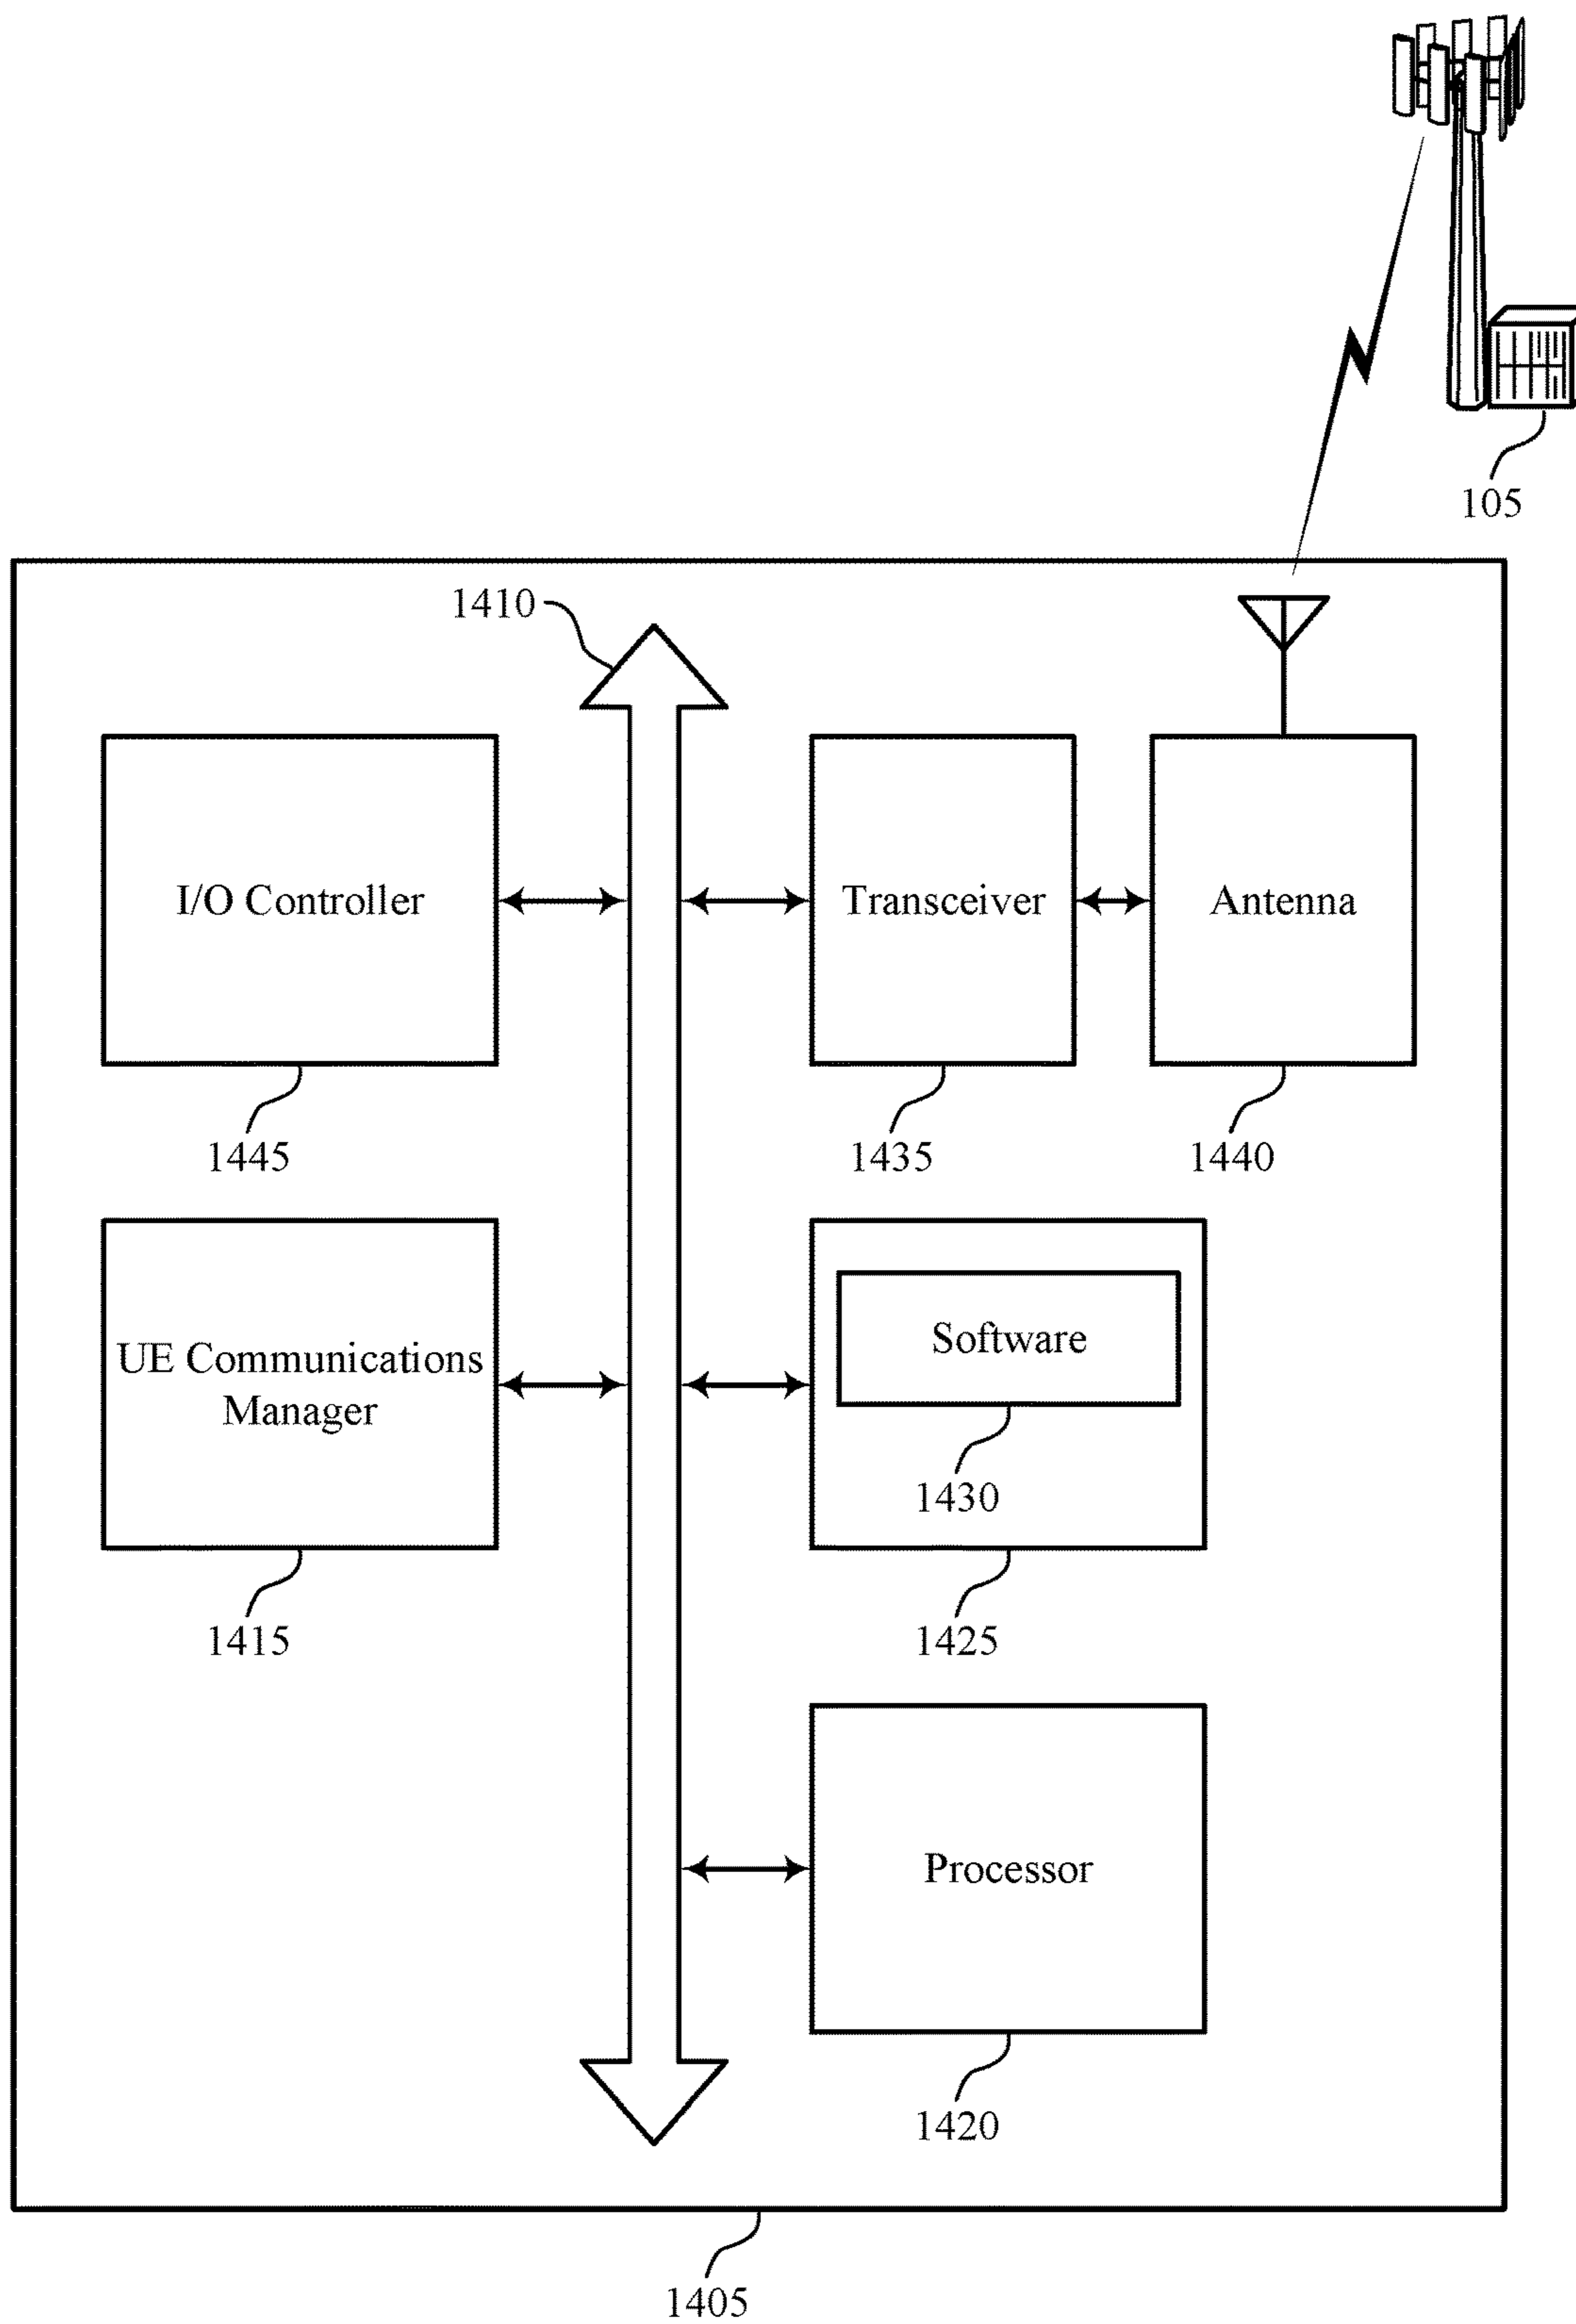 105
1410
I/O Controller
Transceiver
Antenna
1445
1435
1440
UE Communications
Manager
Software
1430
1415
1425
Processor
1420
1405